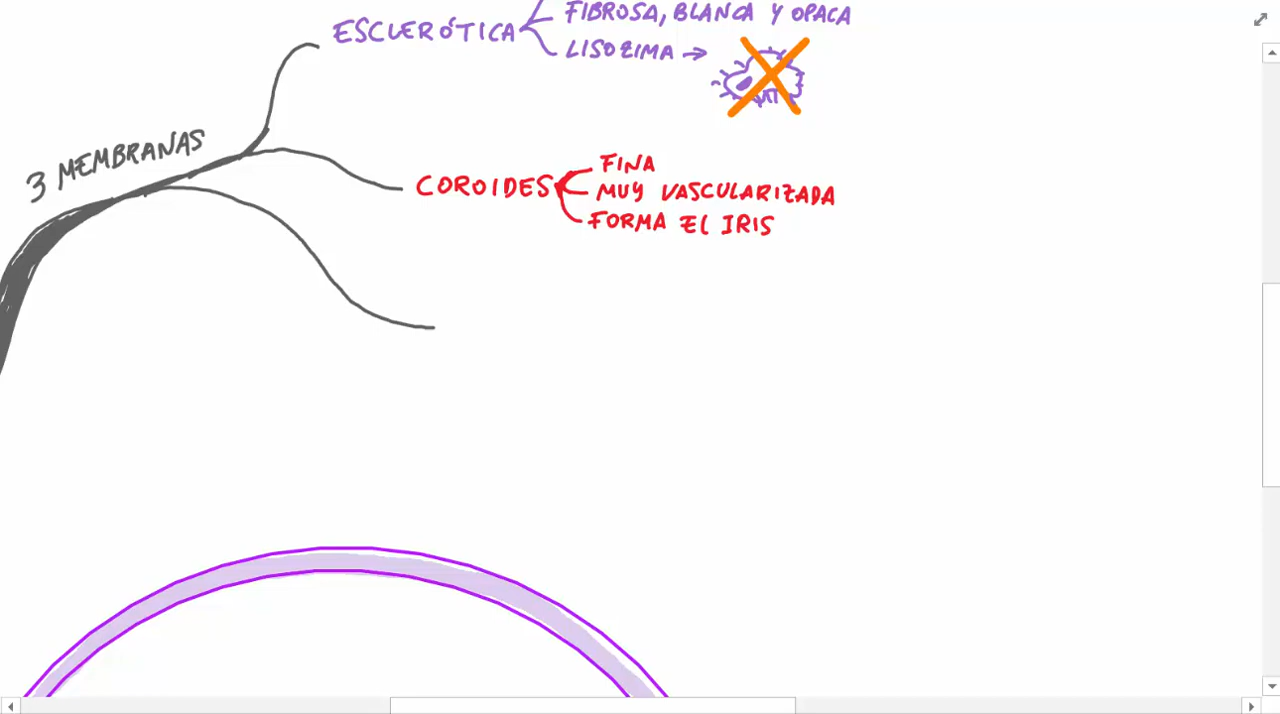 FIBROSA, BLANCA Y OPACA
ESCLERÓTICA
LISOZIMA →
3 MEMBRANAS
COROIDES
FINA
MUY VASCULARIZADA
FORMA EL IRIS